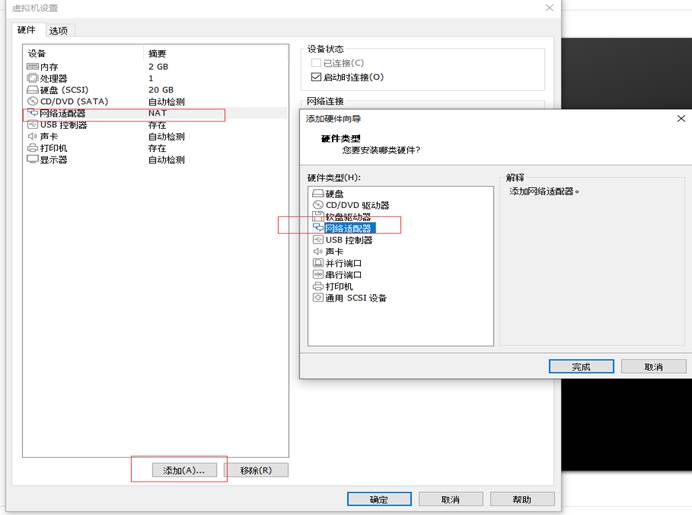 虚拟机设置
硬件 选项
设备 摘要
内存 2 GB
处理器 1
硬盘 (SCSI) 20 GB
CD/DVD (SATA) 自动检测
网络适配器 NAT
USB 控制器 存在
声卡 自动检测
打印机 存在
显示器 自动检测
添加(A)... 移除(R)
设备状态
已连接(C)
启动时连接(O)
网络连接
添加硬件向导
硬件类型
您要安装哪类硬件?
硬件类型(H):
硬盘
CD/DVD 驱动器
软盘驱动器
网络适配器
USB 控制器
声卡
并行端口
串行端口
打印机
通用 SCSI 设备
解释
添加网络适配器。
完成 取消
确定 取消 帮助